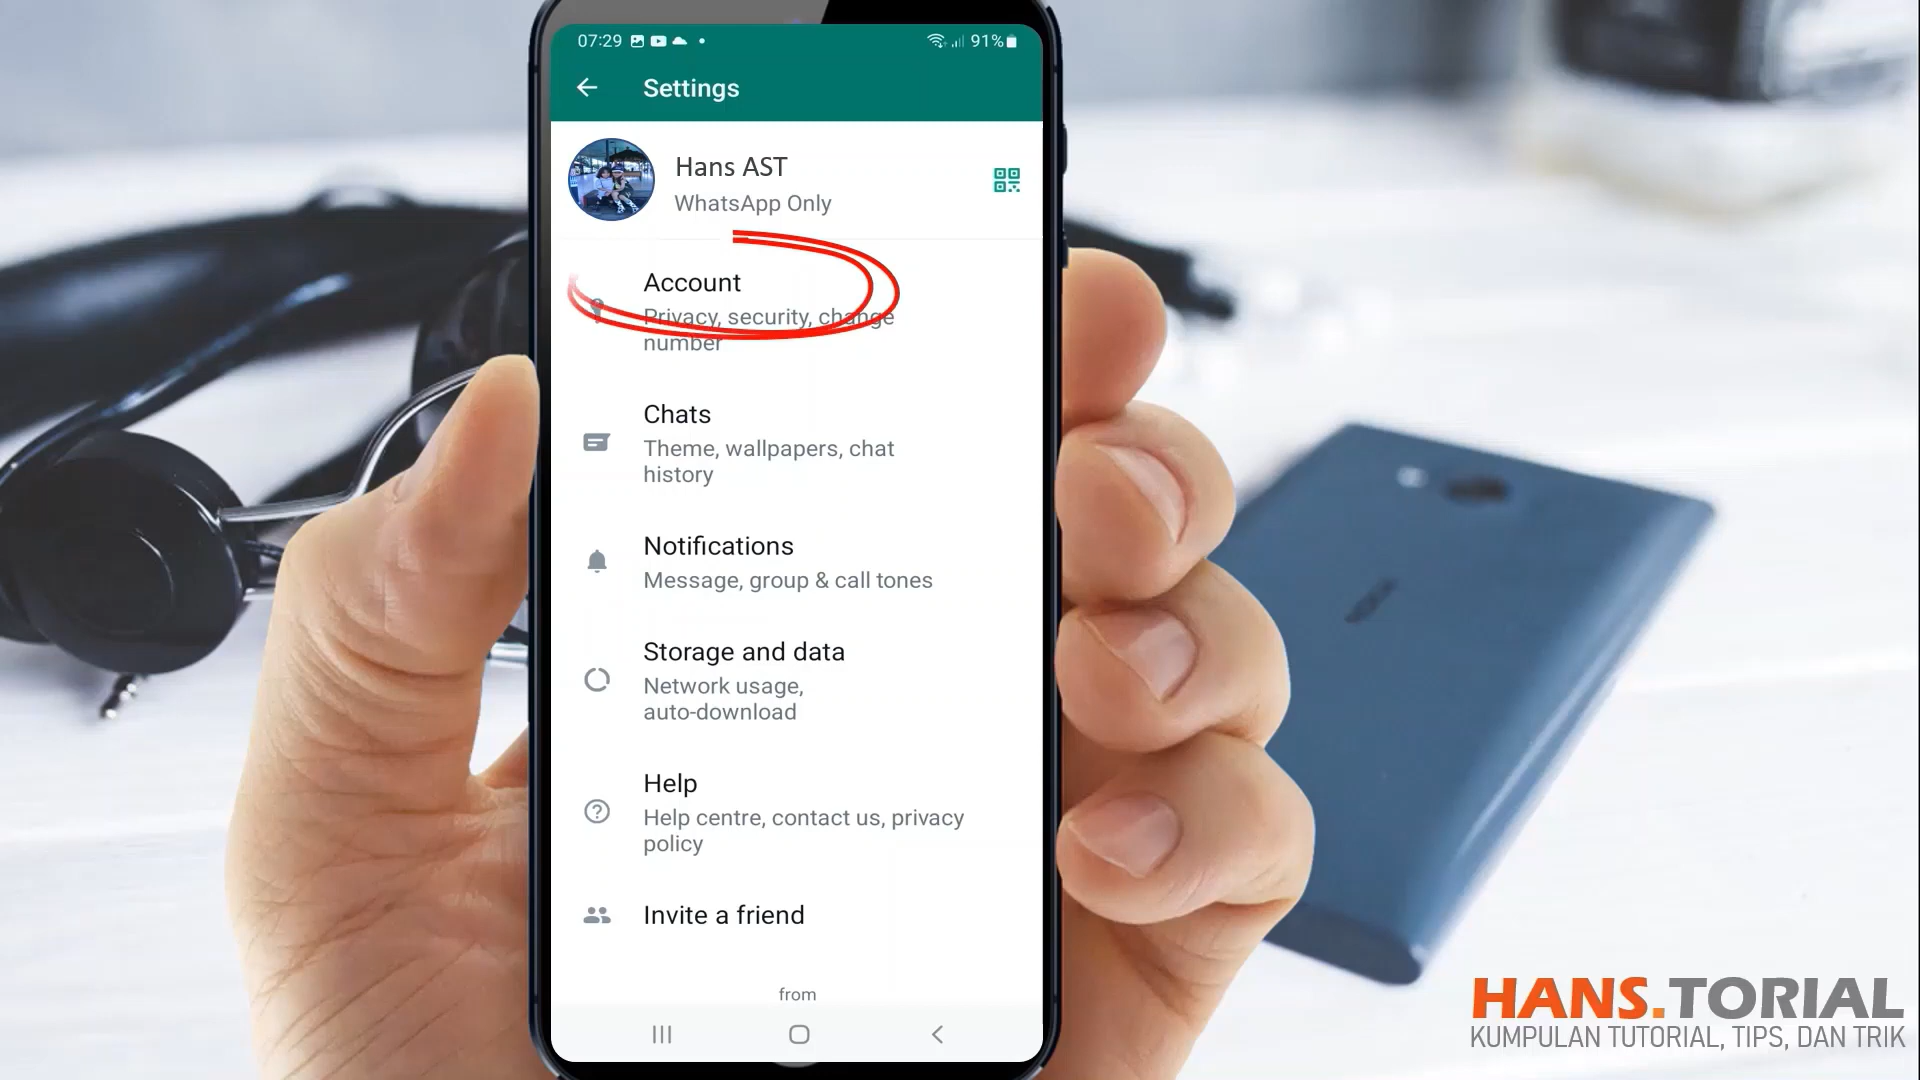 07:29
91%
Settings
Hans AST
WhatsApp Only
Account
Privacy, security, change
number
Chats
Theme, wallpapers, chat
history
Notifications
Message, group & call tones
Storage and data
Network usage,
auto-download
Help
Help centre, contact us, privacy
policy
Invite a friend
from
HANS.TORIAL
KUMPULAN TUTORIAL, TIPS, DAN TRIK